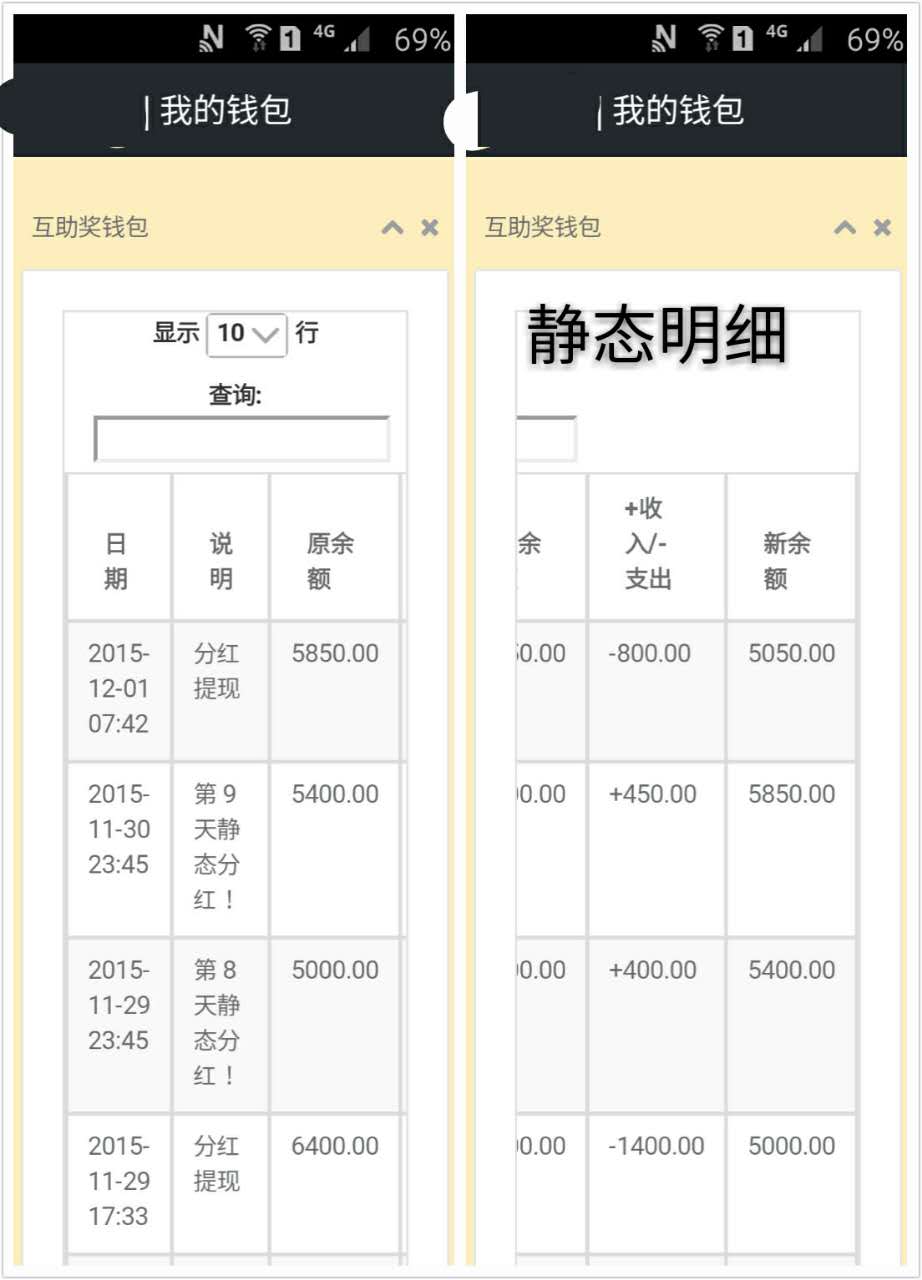 4G 69%
| 我的钱包
互助奖钱包
显示 10 行
查询:
日期 说明 原余额
2015-12-01 07:42 分红提现 5850.00
2015-11-30 23:45 第 9 天静态分红！ 5400.00
2015-11-29 23:45 第 8 天静态分红！ 5000.00
2015-11-29 17:33 分红提现 6400.00
4G 69%
| 我的钱包
互助奖钱包
静态明细
余 +收入/-支出 新余额
0.00 -800.00 5050.00
0.00 +450.00 5850.00
0.00 +400.00 5400.00
0.00 -1400.00 5000.00